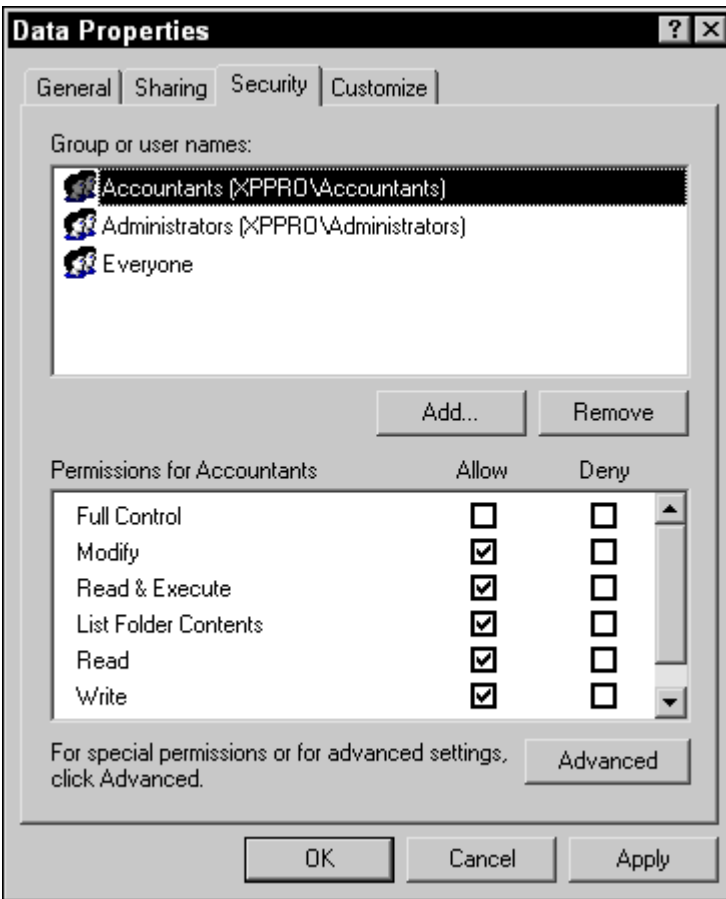 Data Properties
General Sharing Security Customize
Group or user names:
Accountants (XPPRO\Accountants)
Administrators (XPPRO\Administrators)
Everyone
Add... Remove
Permissions for Accountants Allow Deny
Full Control
Modify
Read & Execute
List Folder Contents
Read
Write
For special permissions or for advanced settings,
click Advanced.
Advanced
OK Cancel Apply